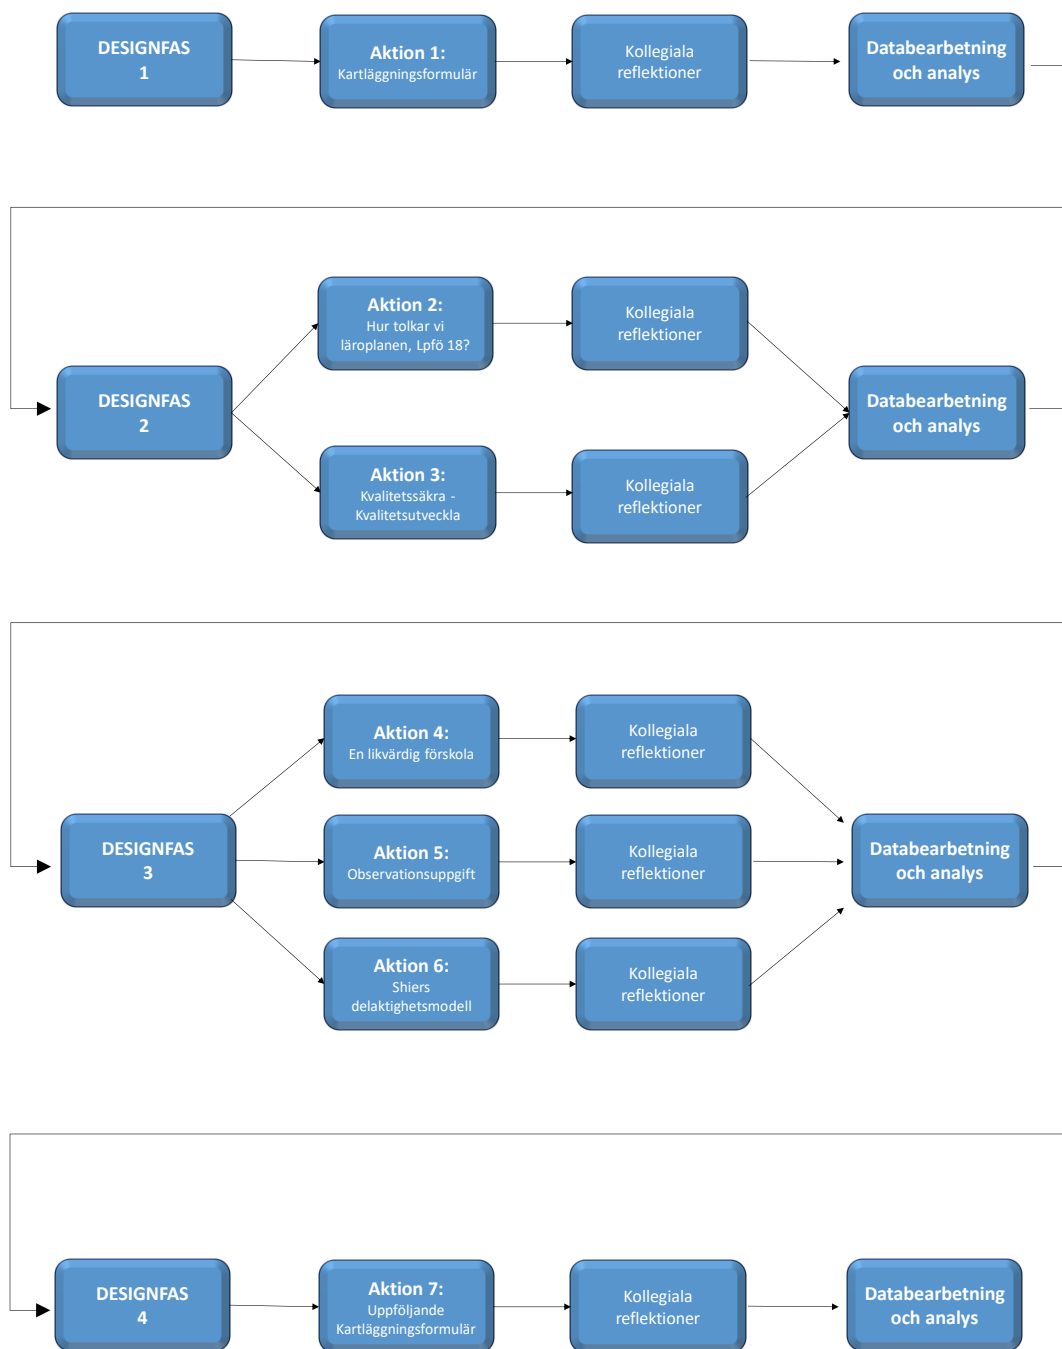 DESIGNFAS
1
Aktion 1:
Kartläggningsformulär
Kollegiala
reflektioner
Databearbetning
och analys
DESIGNFAS
2
Aktion 2:
Hur tolkar vi
läroplanen, Lpfö 18?
Kollegiala
reflektioner
Aktion 3:
Kvalitetssäkra -
Kvalitetsutveckla
Kollegiala
reflektioner
Databearbetning
och analys
DESIGNFAS
3
Aktion 4:
En likvärdig förskola
Kollegiala
reflektioner
Aktion 5:
Observationsuppgift
Kollegiala
reflektioner
Aktion 6:
Shiers
delaktighetsmodell
Kollegiala
reflektioner
Databearbetning
och analys
DESIGNFAS
4
Aktion 7:
Uppföljande
Kartläggningsformulär
Kollegiala
reflektioner
Databearbetning
och analys